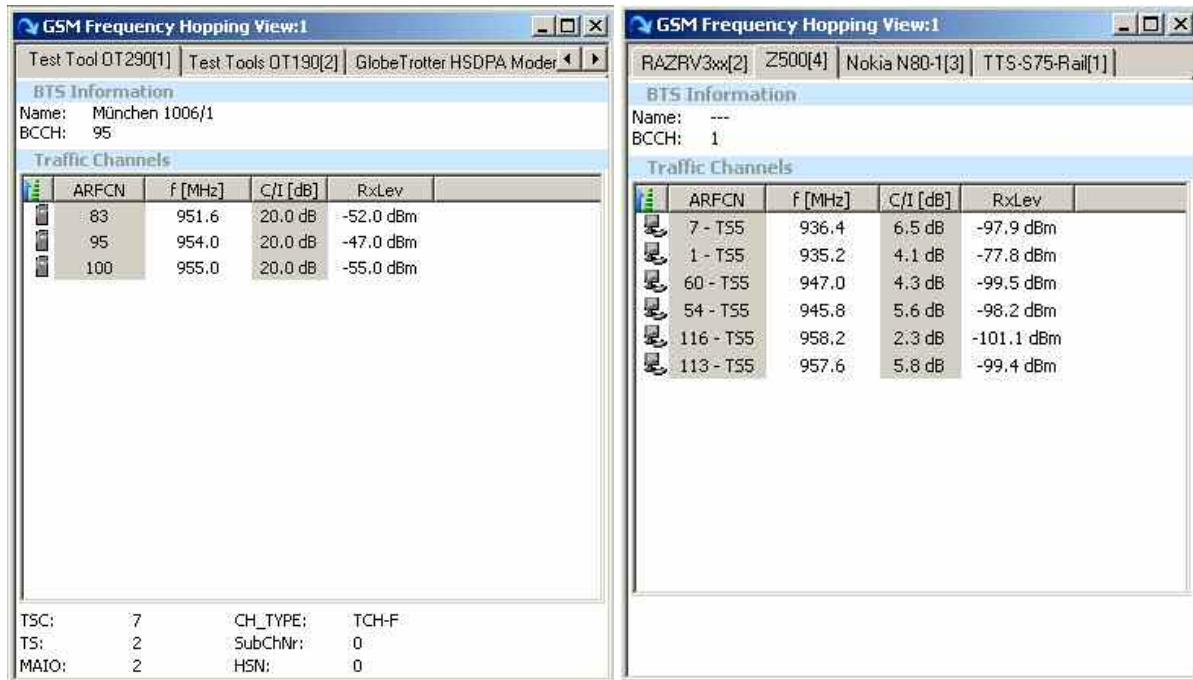 GSM Frequency Hopping View:1
Test Tool OT290[1] Test Tools OT190[2] GlobeTrotter HSDPA Moder
BTS Information
Name: München 1006/1
BCCH: 95
Traffic Channels
ARFCN f [MHz] C/I [dB] RxLev
83 951.6 20.0 dB -52.0 dBm
95 954.0 20.0 dB -47.0 dBm
100 955.0 20.0 dB -55.0 dBm
TSC: 7 CH_TYPE: TCH-F
TS: 2 SubChNr: 0
MAIO: 2 HSN: 0
GSM Frequency Hopping View:1
RAZRV3xx[2] Z500[4] Nokia N80-1[3] TTS-S75-Rail[1]
BTS Information
Name: ---
BCCH: 1
Traffic Channels
ARFCN f [MHz] C/I [dB] RxLev
7 - TS5 936.4 6.5 dB -97.9 dBm
1 - TS5 935.2 4.1 dB -77.8 dBm
60 - TS5 947.0 4.3 dB -99.5 dBm
54 - TS5 945.8 5.6 dB -98.2 dBm
116 - TS5 958.2 2.3 dB -101.1 dBm
113 - TS5 957.6 5.8 dB -99.4 dBm